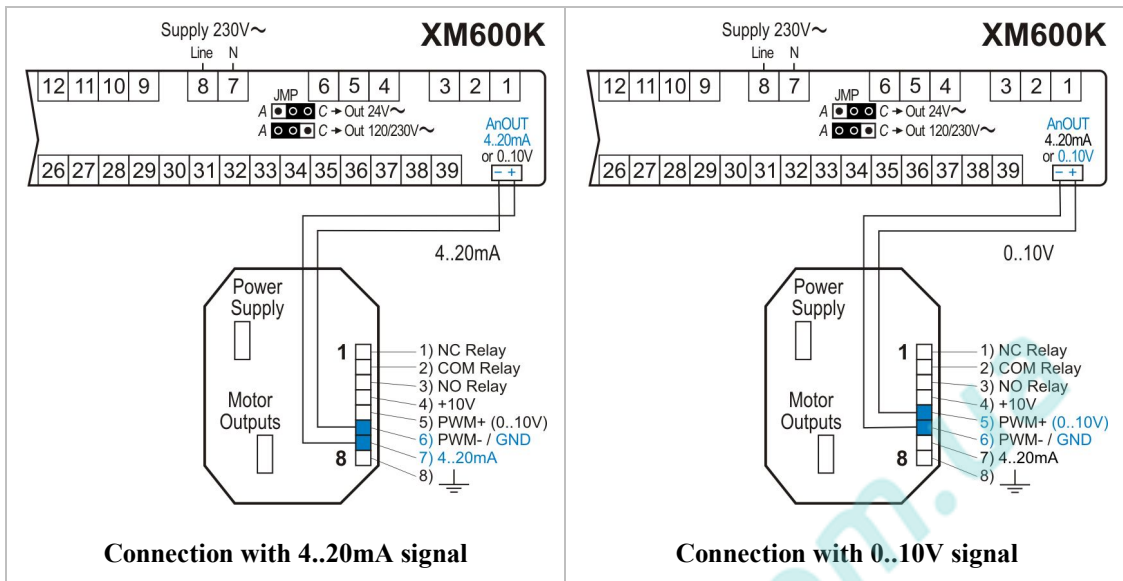 Supply 230V~
XM600K
Line N
12 11 10 9 8 7 6 5 4 3 2 1
JMP
A C → Out 24V~
A C → Out 120/230V~
AnOUT
4..20mA
or 0..10V
26 27 28 29 30 31 32 33 34 35 36 37 38 39
- +
4..20mA
Power
Supply
1
1) NC Relay
2) COM Relay
3) NO Relay
4) +10V
Motor
Outputs
5) PWM+ (0..10V)
6) PWM- / GND
7) 4..20mA
8
8)
Connection with 4..20mA signal
Supply 230V~
XM600K
Line N
12 11 10 9 8 7 6 5 4 3 2 1
JMP
A C → Out 24V~
A C → Out 120/230V~
AnOUT
4..20mA
or 0..10V
26 27 28 29 30 31 32 33 34 35 36 37 38 39
- +
0..10V
Power
Supply
1
1) NC Relay
2) COM Relay
3) NO Relay
4) +10V
Motor
Outputs
5) PWM+ (0..10V)
6) PWM- / GND
7) 4..20mA
8
8)
Connection with 0..10V signal
om.ua